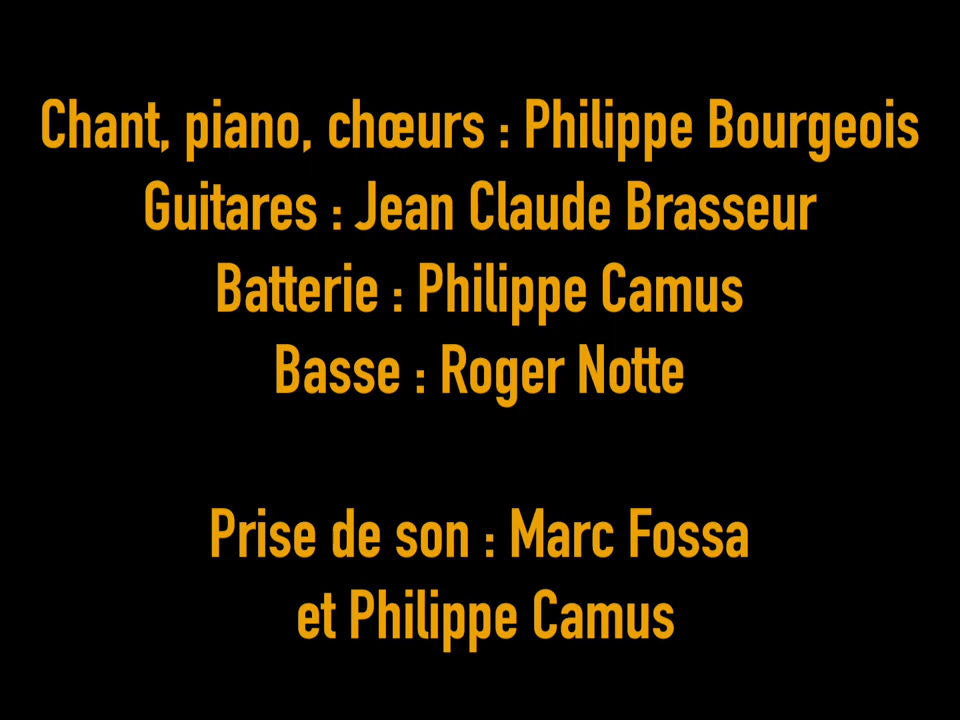 Chant, piano, chœurs : Philippe Bourgeois
Guitares : Jean Claude Brasseur
Batterie : Philippe Camus
Basse : Roger Notte
Prise de son : Marc Fossa
et Philippe Camus